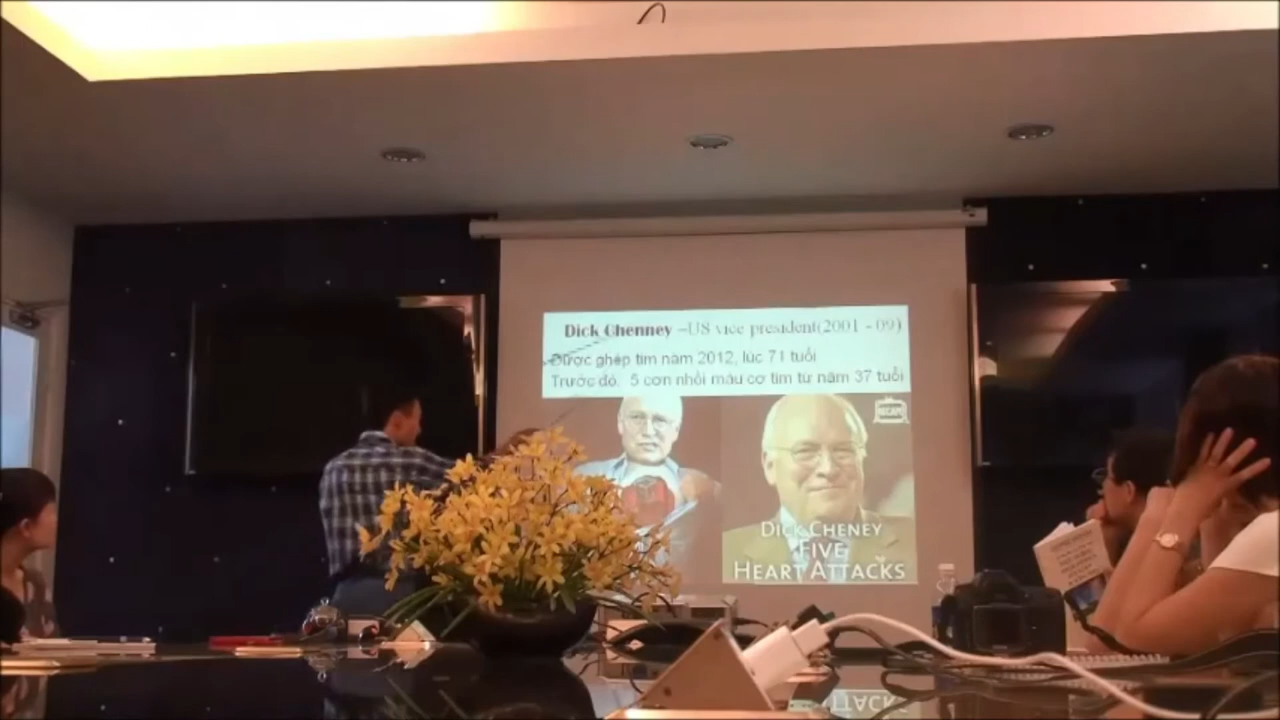 Dick Chenney –US vice president(2001 - 09)
Được ghép tim năm 2012, lúc 71 tuổi
Trước đó: 5 cơn nhồi máu cơ tim từ năm 37 tuổi
DICK CHENEY
FIVE
HEART ATTACKS